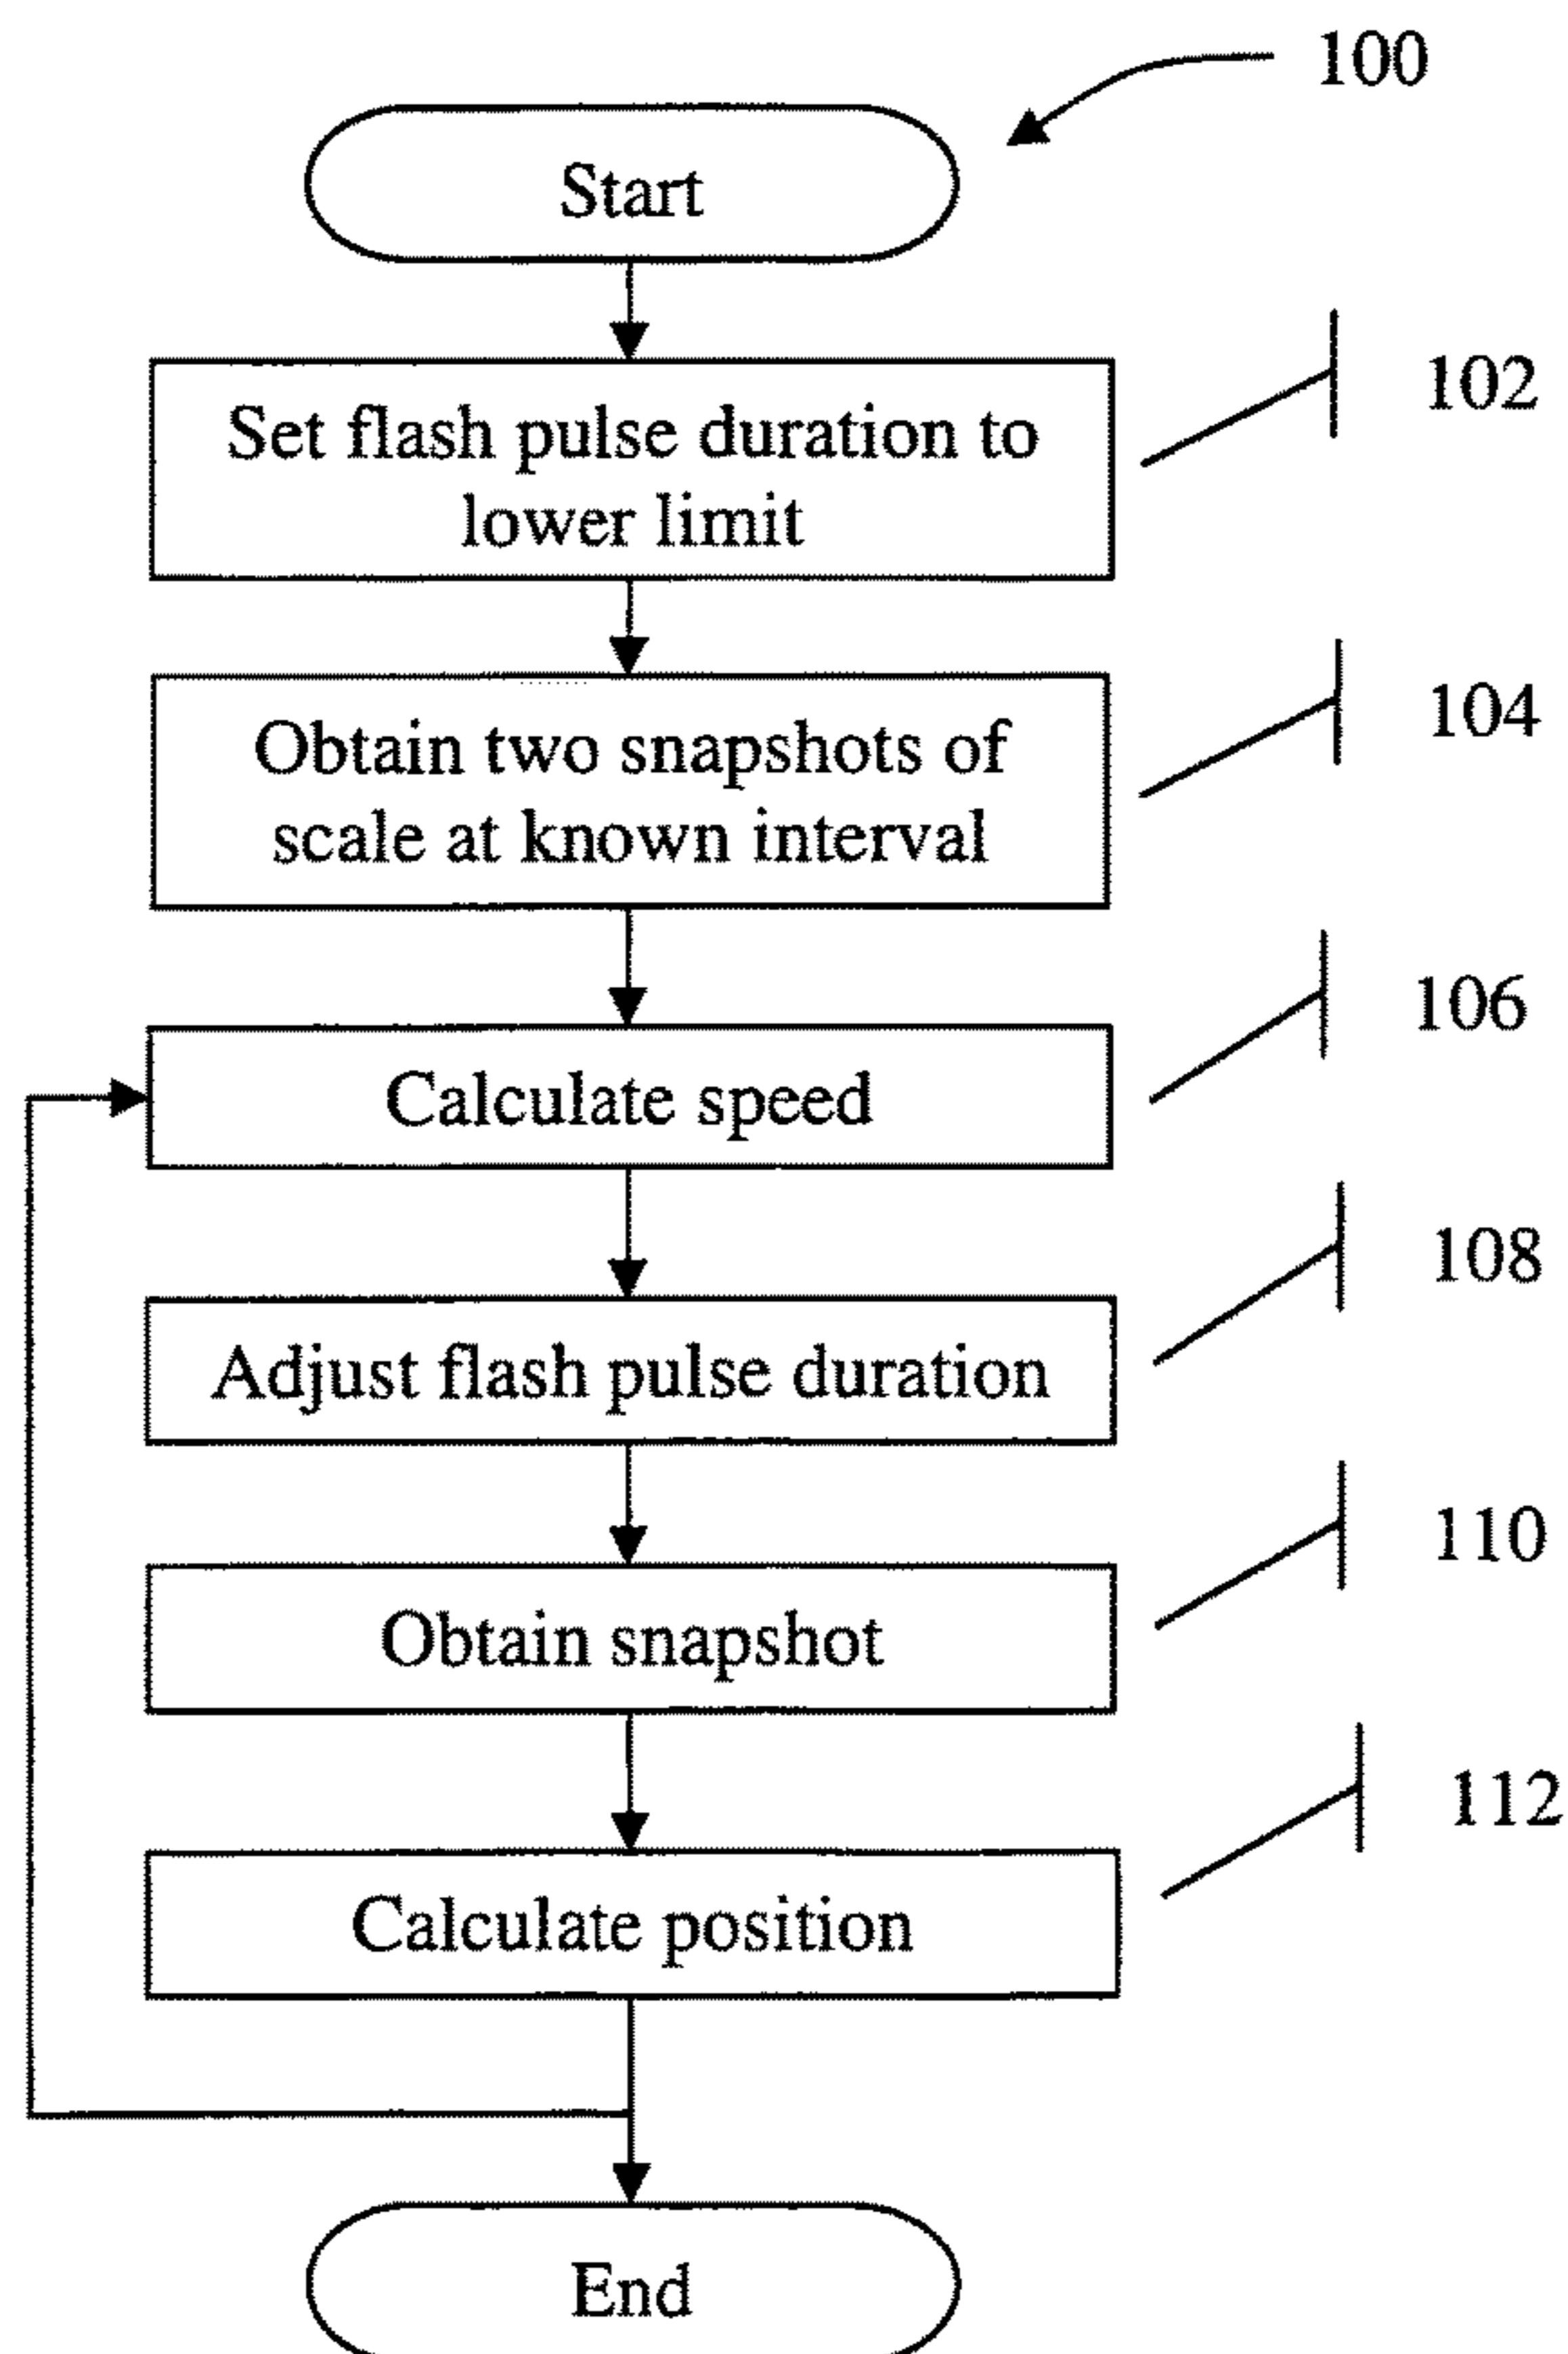 100
Start
Set flash pulse duration to
lower limit
102
Obtain two snapshots of
scale at known interval
104
Calculate speed
106
Adjust flash pulse duration
108
Obtain snapshot
110
Calculate position
112
End